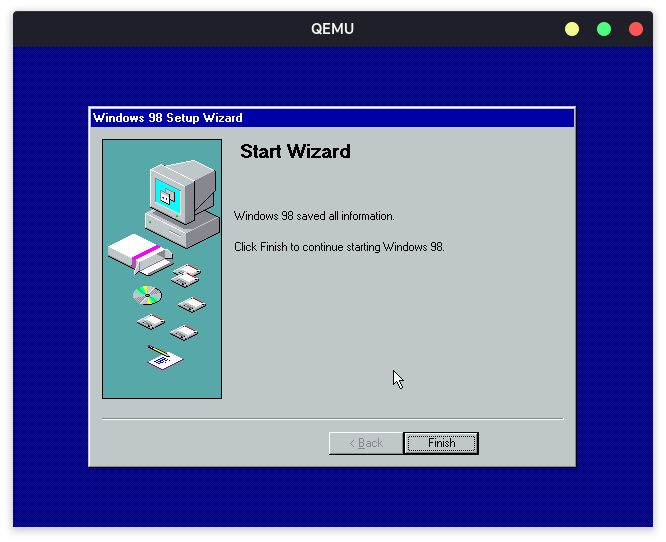 QEMU
Windows 98 Setup Wizard
Start Wizard
Windows 98 saved all information.
Click Finish to continue starting Windows 98.
< Back
Finish